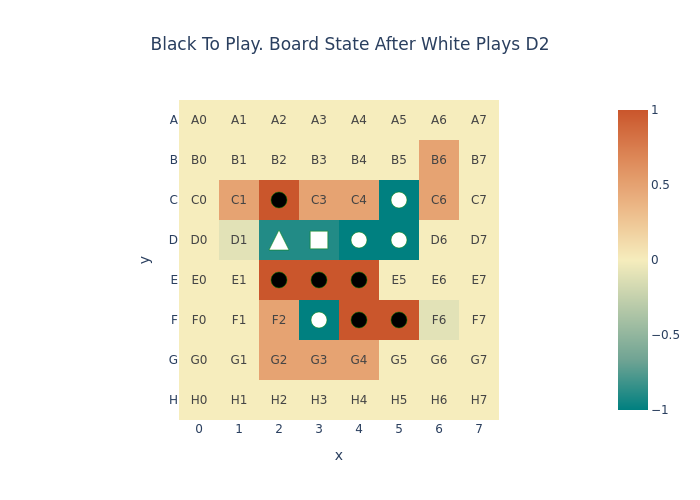 Black To Play. Board State After White Plays D2
A A0 A1 A2 A3 A4 A5 A6 A7
B B0 B1 B2 B3 B4 B5 B6 B7
C C0 C1 C3 C4 C6 C7
D D0 D1 D6 D7
E E0 E1 E5 E6 E7
F F0 F1 F2 F6 F7
G G0 G1 G2 G3 G4 G5 G6 G7
H H0 H1 H2 H3 H4 H5 H6 H7
0 1 2 3 4 5 6 7
x
y
1
0.5
0
−0.5
−1